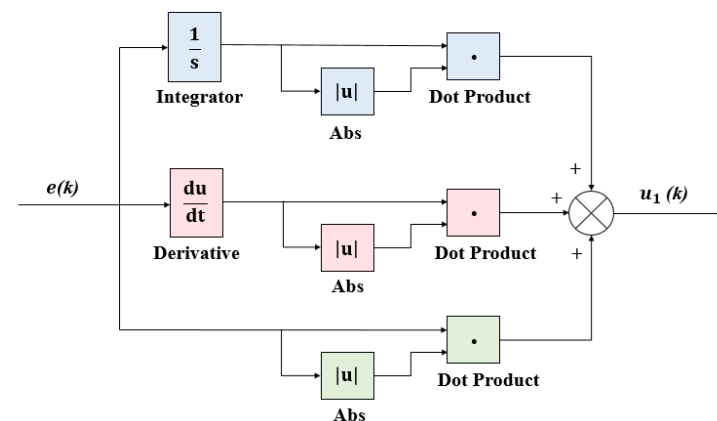 1
s
Integrator
|u|
Abs
·
Dot Product
+
e(k)
du
dt
Derivative
|u|
Abs
·
Dot Product
+
u₁ (k)
+
|u|
Abs
·
Dot Product